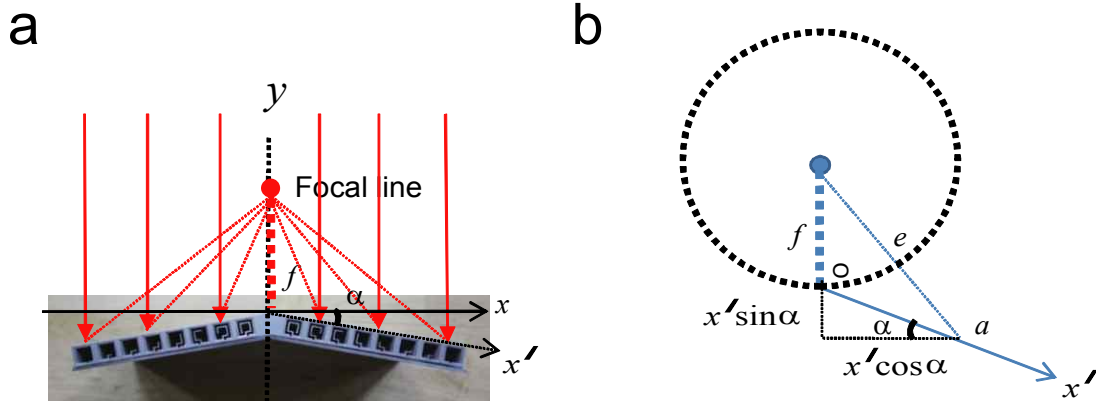 a
y
Focal line
f
α
x
x′
b
f
e
o
x′sinα
α
a
x′cosα
x′